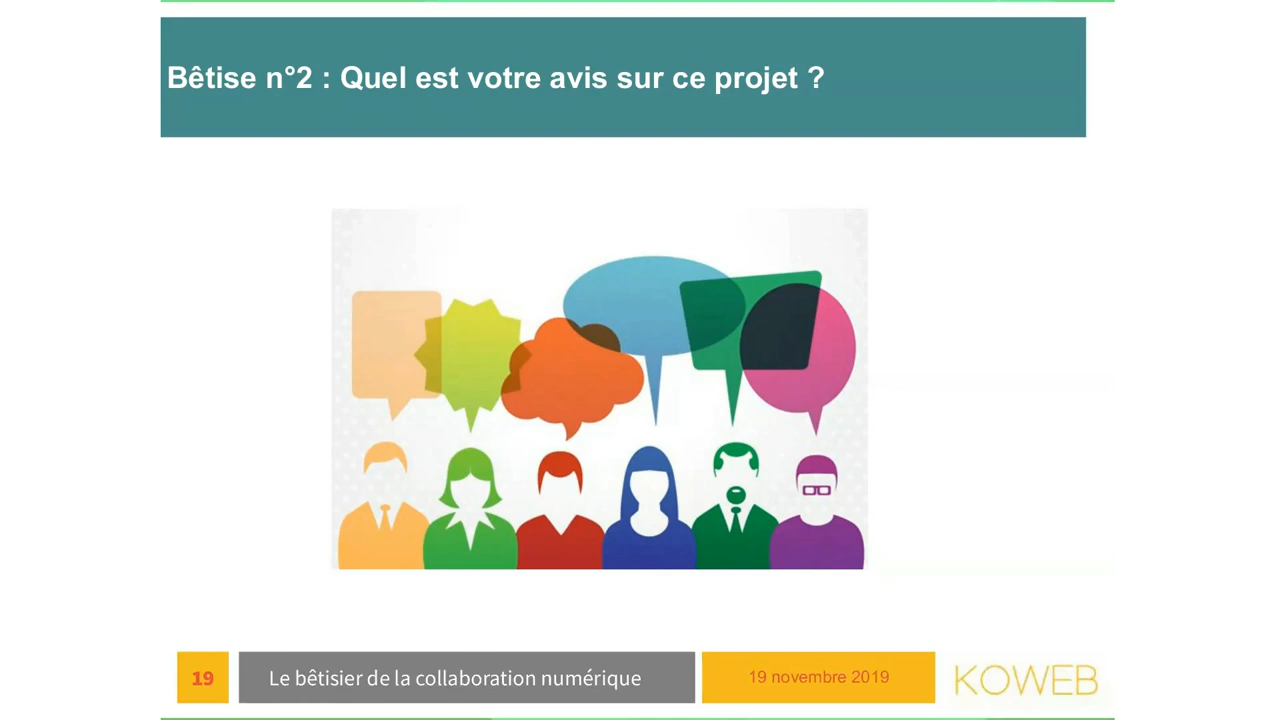 Bêtise n°2 : Quel est votre avis sur ce projet ?
19
Le bêtisier de la collaboration numérique
19 novembre 2019
KOWEB